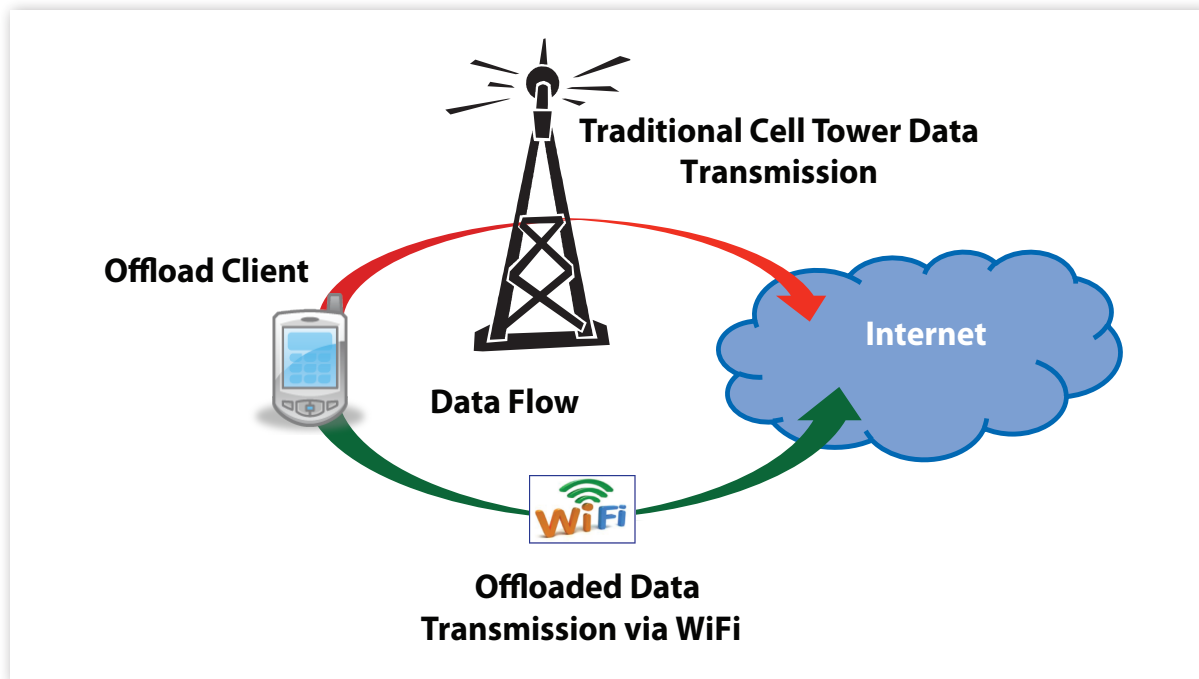 Traditional Cell Tower Data
Transmission
Offload Client
Internet
Data Flow
WiFi
Offloaded Data
Transmission via WiFi